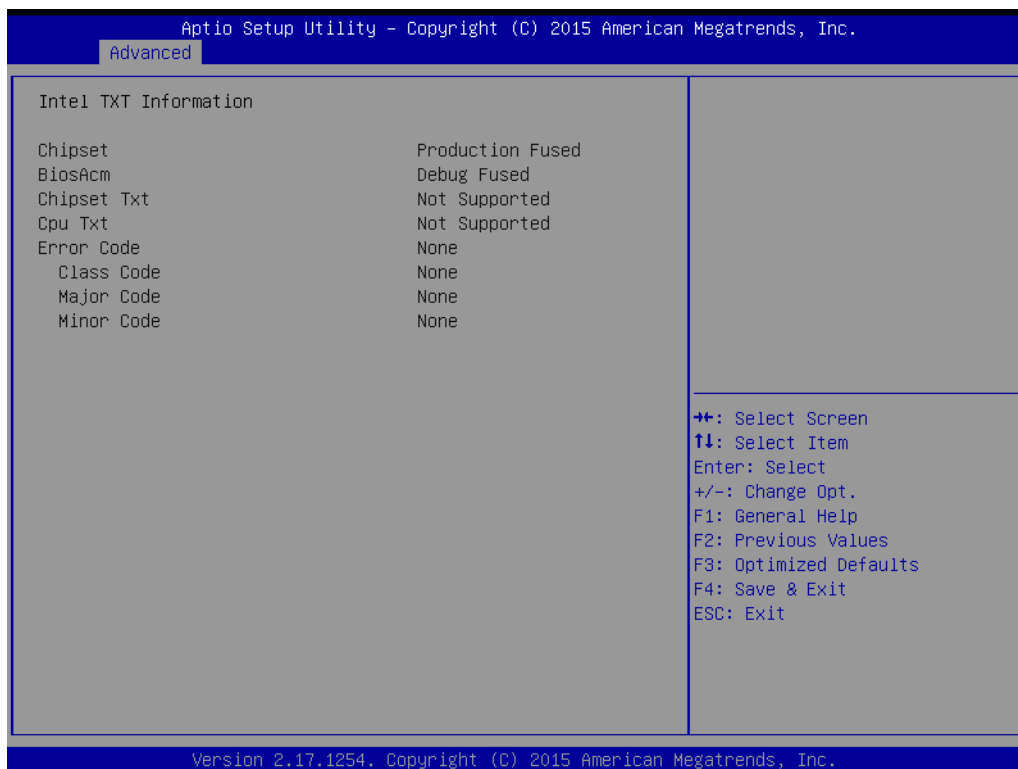 Aptio Setup Utility – Copyright (C) 2015 American Megatrends, Inc.
Advanced
Intel TXT Information
Chipset Production Fused
BiosAcm Debug Fused
Chipset Txt Not Supported
Cpu Txt Not Supported
Error Code None
Class Code None
Major Code None
Minor Code None
→←: Select Screen
↑↓: Select Item
Enter: Select
+/-: Change Opt.
F1: General Help
F2: Previous Values
F3: Optimized Defaults
F4: Save & Exit
ESC: Exit
Version 2.17.1254. Copyright (C) 2015 American Megatrends, Inc.